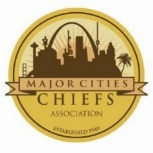 MAJOR CITIES
CHIEFS
ASSOCIATION
ESTABLISHED 1949